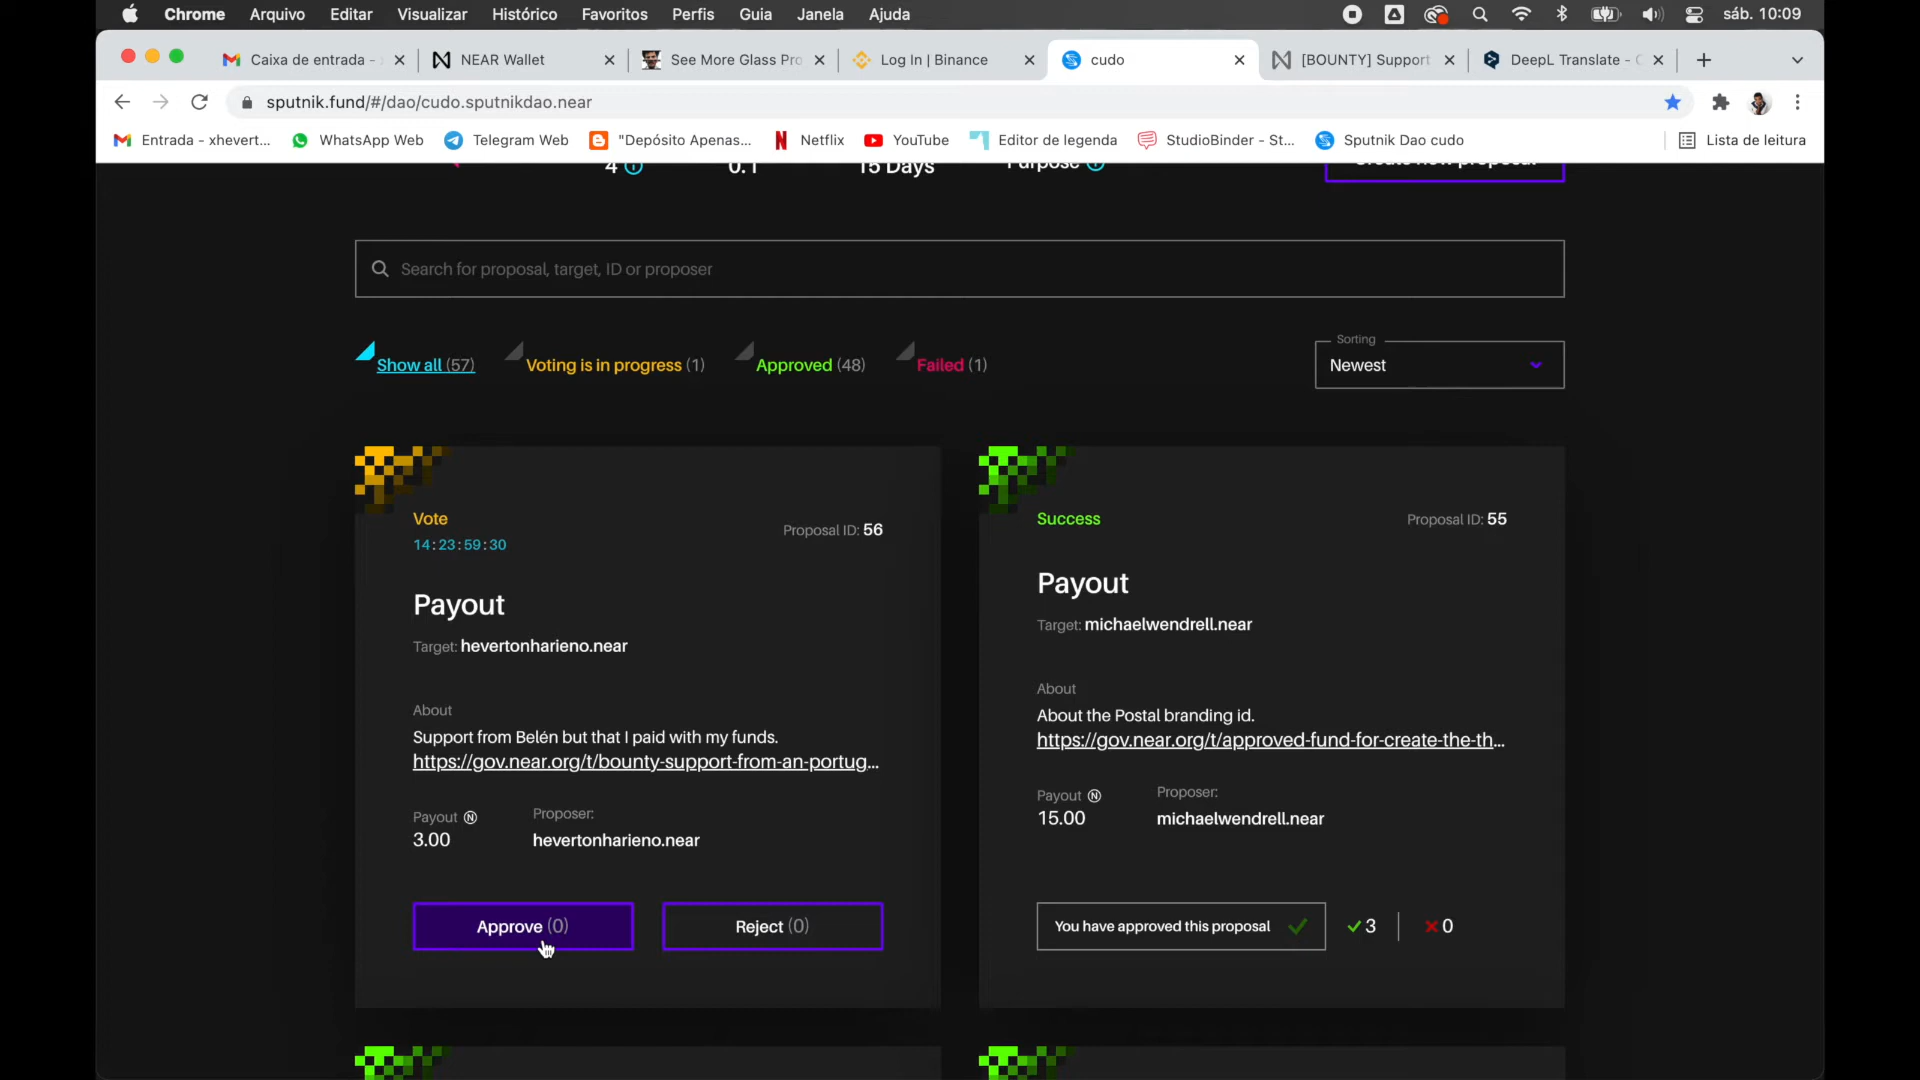 Chrome Arquivo Editar Visualizar Histórico Favoritos Perfis Guia Janela Ajuda sáb. 10:09
Caixa de entrada - NEAR Wallet See More Glass Pro Log In | Binance cudo [BOUNTY] Support DeepL Translate -
sputnik.fund/#/dao/cudo.sputnikdao.near
Entrada - xhevert... WhatsApp Web Telegram Web "Depósito Apenas... Netflix YouTube Editor de legenda StudioBinder - St... Sputnik Dao cudo Lista de leitura
4 0.1 15 Days Purpose Create new proposal
Search for proposal, target, ID or proposer
Sorting
Show all (57) Voting is in progress (1) Approved (48) Failed (1) Newest
Vote
14:23:59:30
Proposal ID: 56
Payout
Target: hevertonharieno.near
About
Support from Belén but that I paid with my funds.
https://gov.near.org/t/bounty-support-from-an-portug...
Payout Proposer:
3.00 hevertonharieno.near
Approve (0) Reject (0)
Success Proposal ID: 55
Payout
Target: michaelwendrell.near
About
About the Postal branding id.
https://gov.near.org/t/approved-fund-for-create-the-th...
Payout Proposer:
15.00 michaelwendrell.near
You have approved this proposal 3 0